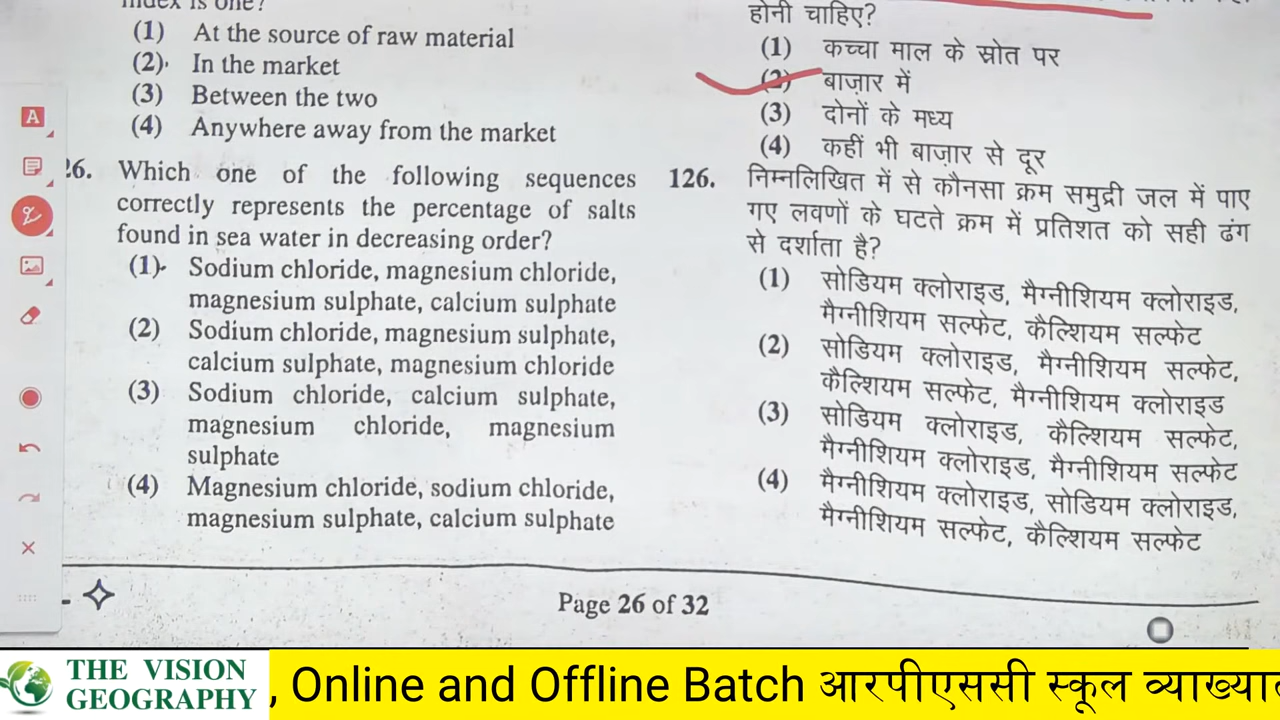 index is one?
(1) At the source of raw material
(2) In the market
(3) Between the two
(4) Anywhere away from the market
26. Which one of the following sequences
correctly represents the percentage of salts
found in sea water in decreasing order?
(1) Sodium chloride, magnesium chloride,
magnesium sulphate, calcium sulphate
(2) Sodium chloride, magnesium sulphate,
calcium sulphate, magnesium chloride
(3) Sodium chloride, calcium sulphate,
magnesium chloride, magnesium
sulphate
(4) Magnesium chloride, sodium chloride,
magnesium sulphate, calcium sulphate
होनी चाहिए?
(1) कच्चा माल के स्रोत पर
(2) बाज़ार में
(3) दोनों के मध्य
(4) कहीं भी बाज़ार से दूर
126. निम्नलिखित में से कौनसा क्रम समुद्री जल में पाए
गए लवणों के घटते क्रम में प्रतिशत को सही ढंग
से दर्शाता है?
(1) सोडियम क्लोराइड, मैग्नीशियम क्लोराइड,
मैग्नीशियम सल्फेट, कैल्शियम सल्फेट
(2) सोडियम क्लोराइड, मैग्नीशियम सल्फेट,
कैल्शियम सल्फेट, मैग्नीशियम क्लोराइड
(3) सोडियम क्लोराइड, कैल्शियम सल्फेट,
मैग्नीशियम क्लोराइड, मैग्नीशियम सल्फेट
(4) मैग्नीशियम क्लोराइड, सोडियम क्लोराइड,
मैग्नीशियम सल्फेट, कैल्शियम सल्फेट
Page 26 of 32
THE VISION
GEOGRAPHY
, Online and Offline Batch आरपीएससी स्कूल
A